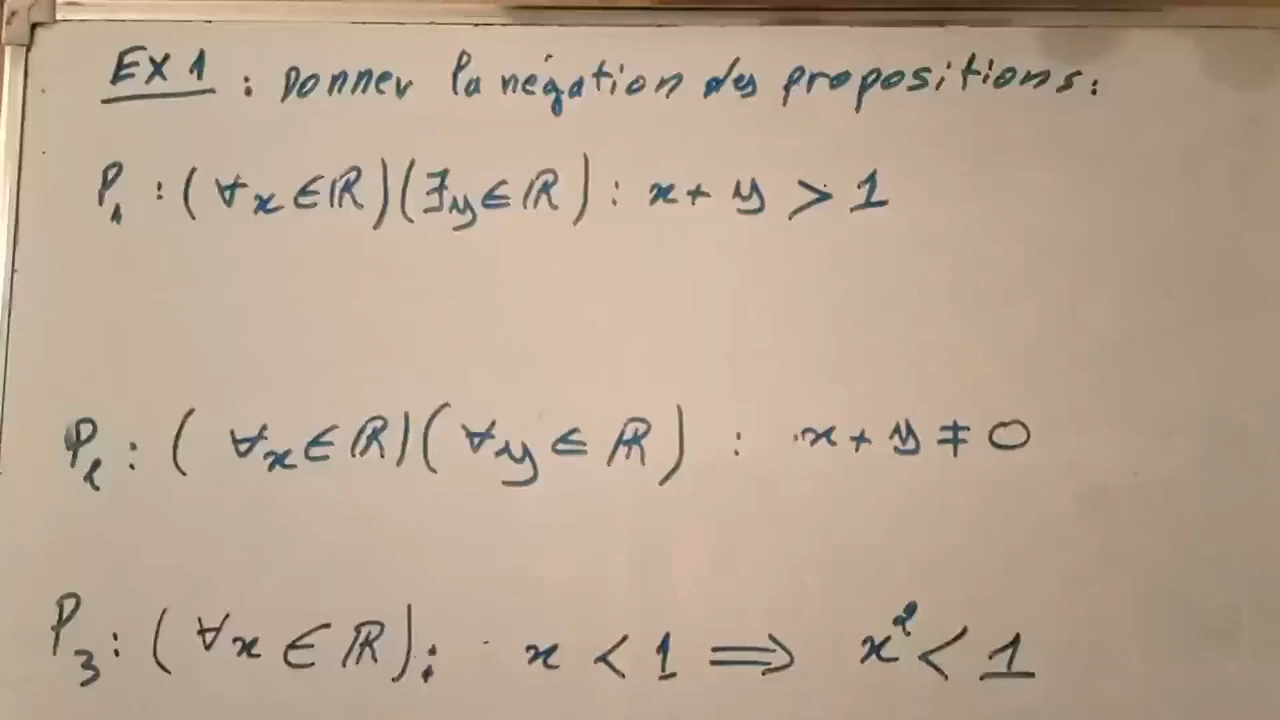 EX 1 : Donner la négation des propositions :
P₁ : (∀x ∈ ℝ)(∃y ∈ ℝ) : x + y > 1
P₂ : (∀x ∈ ℝ)(∀y ∈ ℝ) : x + y ≠ 0
P₃ : (∀x ∈ ℝ) : x < 1 ⟹ x² < 1